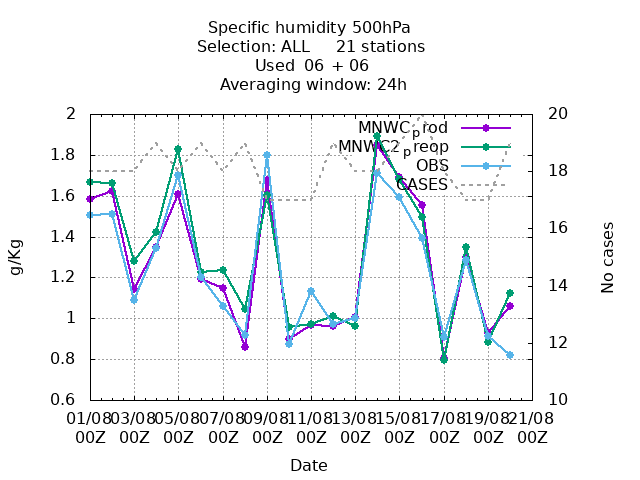 Specific humidity 500hPa
Selection: ALL 21 stations
Used 06 + 06
Averaging window: 24h
MNWC_prod
MNWC2_preqp
OBS
CASES
g/Kg
No cases
2
1.8
1.6
1.4
1.2
1
0.8
0.6
20
18
16
14
12
10
01/08 03/08 05/08 07/08 09/08 11/08 13/08 15/08 17/08 19/08 21/08
00Z 00Z 00Z 00Z 00Z 00Z 00Z 00Z 00Z 00Z 00Z
Date